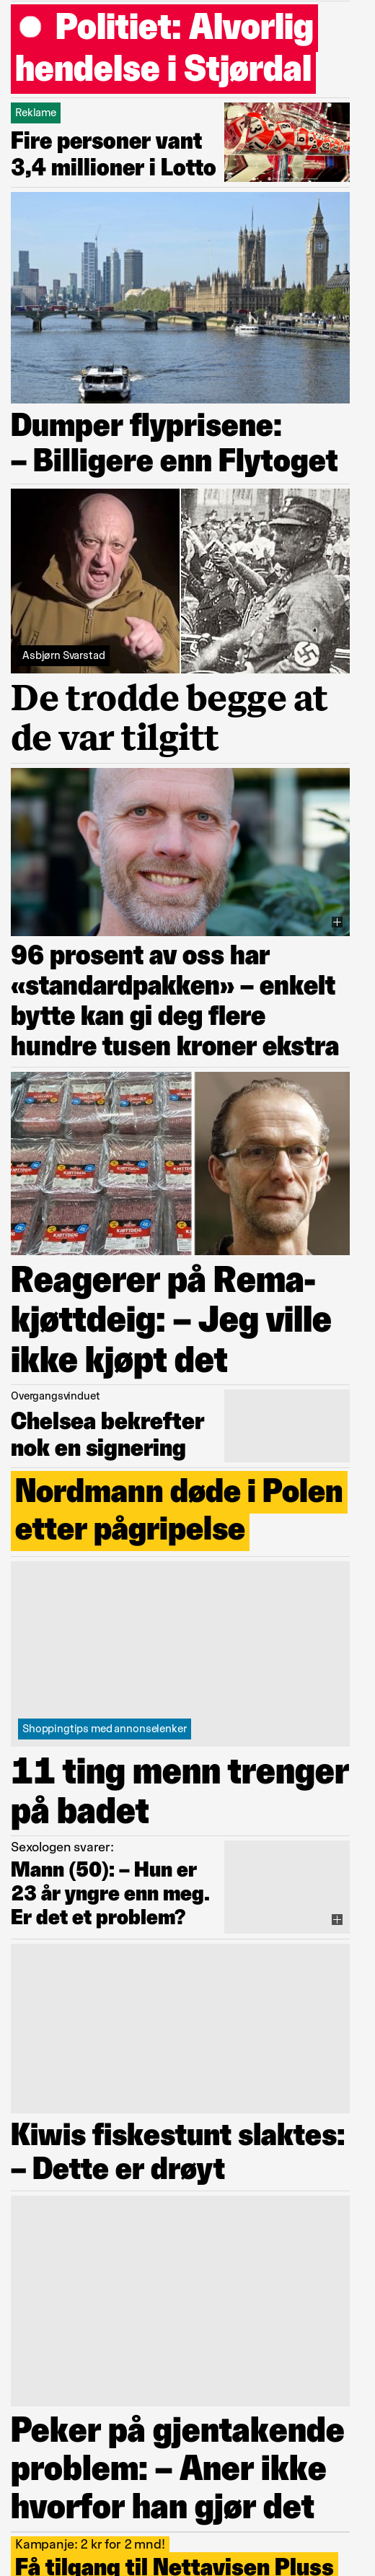 Politiet: Alvorlig
hendelse i Stjørdal
Reklame
Fire personer vant
3,4 millioner i Lotto
Dumper flyprisene:
– Billigere enn Flytoget
Asbjørn Svarstad
De trodde begge at
de var tilgitt
96 prosent av oss har
«standardpakken» – enkelt
bytte kan gi deg flere
hundre tusen kroner ekstra
KJØTTDEIG
KJØTTDEIG
KJØTTDEIG
Reagerer på Rema-
kjøttdeig: – Jeg ville
ikke kjøpt det
Overgangsvinduet
Chelsea bekrefter
nok en signering
Nordmann døde i Polen
etter pågripelse
Shoppingtips med annonselenker
11 ting menn trenger
på badet
Sexologen svarer:
Mann (50): – Hun er
23 år yngre enn meg.
Er det et problem?
Kiwis fiskestunt slaktes:
– Dette er drøyt
Peker på gjentakende
problem: – Aner ikke
hvorfor han gjør det
Kampanje: 2 kr for 2 mnd!
Få tilgang til Nettavisen Pluss